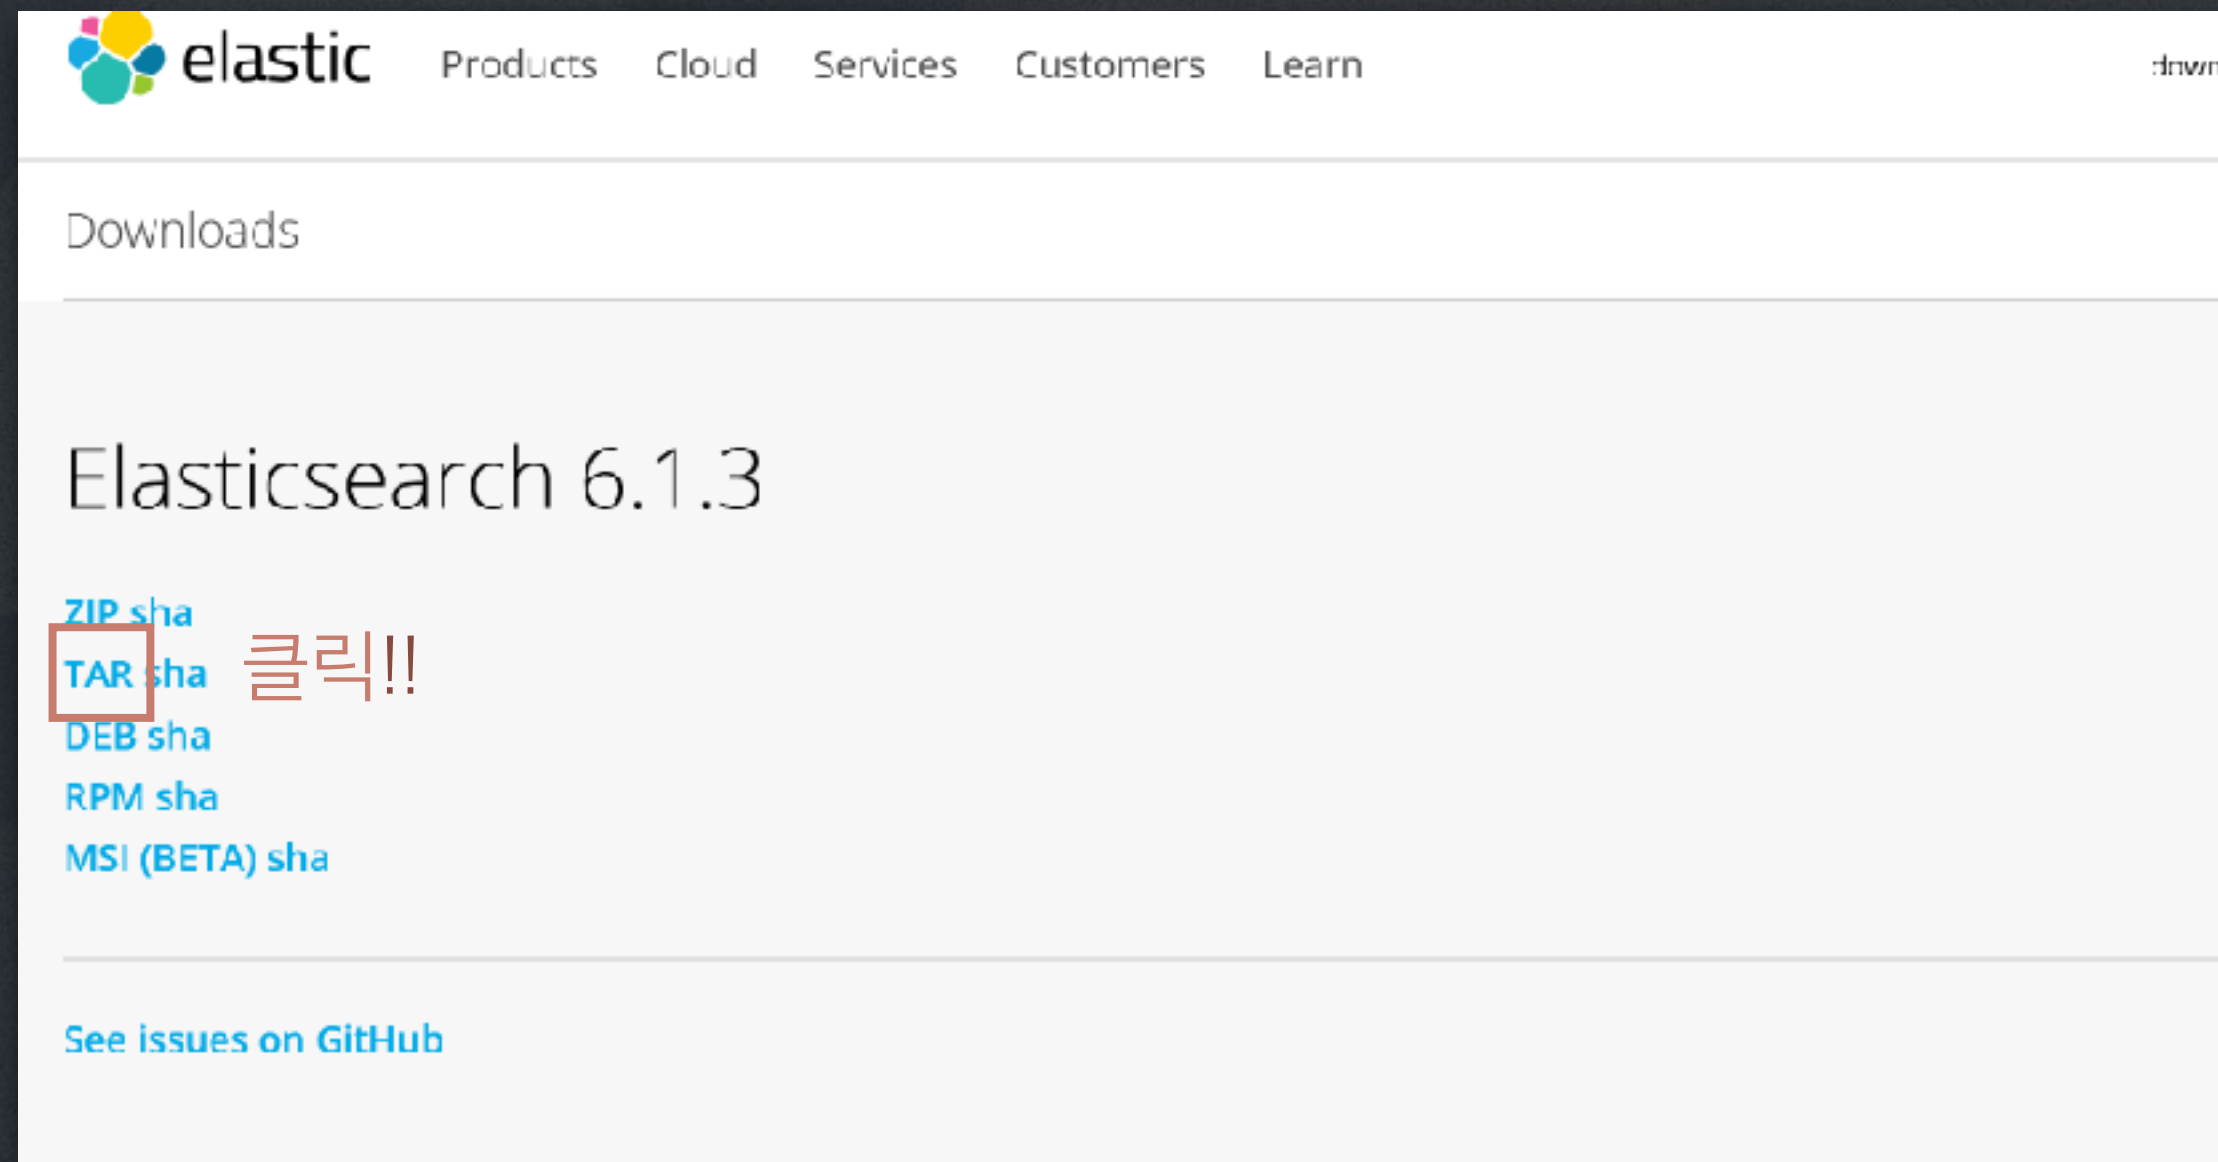 elastic Products Cloud Services Customers Learn
Downloads
Elasticsearch 6.1.3
ZIP sha
TAR sha 클릭!!
DEB sha
RPM sha
MSI (BETA) sha
See issues on GitHub